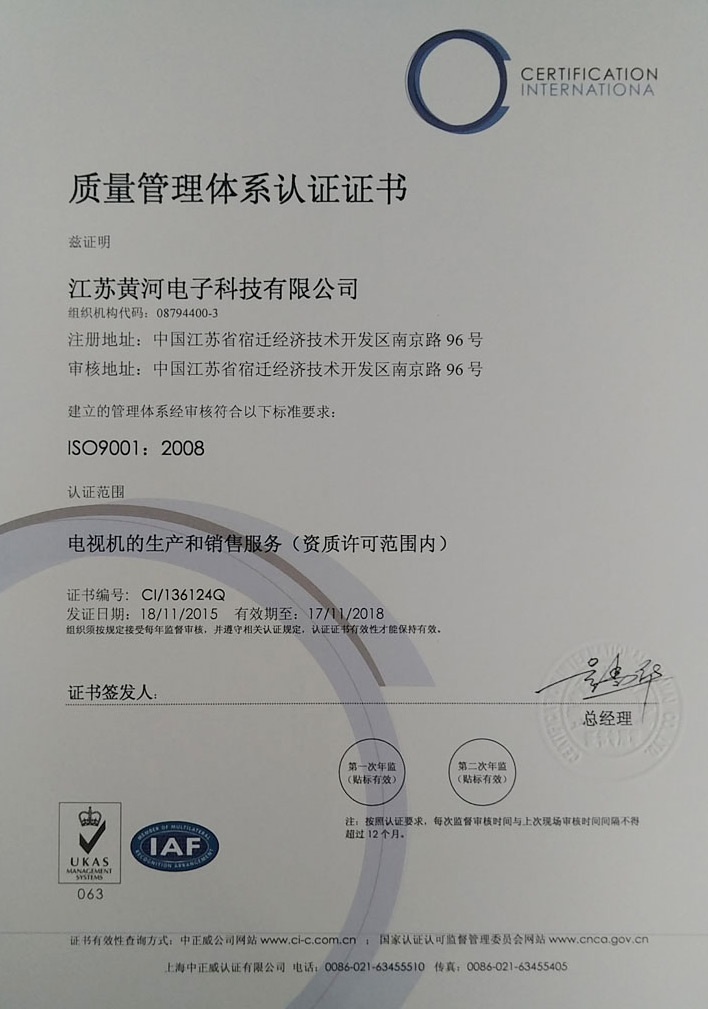 CERTIFICATION
INTERNATIONA
质量管理体系认证证书
兹证明
江苏黄河电子科技有限公司
组织机构代码：08794400-3
注册地址：中国江苏省宿迁经济技术开发区南京路 96 号
审核地址：中国江苏省宿迁经济技术开发区南京路 96 号
建立的管理体系经审核符合以下标准要求：
ISO9001：2008
认证范围
电视机的生产和销售服务（资质许可范围内）
证书编号： CI/136124Q
发证日期：18/11/2015 有效期至：17/11/2018
组织须按规定接受每年监督审核，并遵守相关认证规定，认证证书有效性才能保持有效。
证书签发人：
总经理
第一次年监
（贴标有效）
第二次年监
（贴标有效）
注：按照认证要求，每次监督审核时间与上次现场审核时间间隔不得
超过 12 个月。
UKAS
MANAGEMENT
SYSTEMS
063
MEMBER OF MULTILATERAL
IAF
RECOGNITION ARRANGEMENT
证书有效性查询方式：中正威公司网站 www.ci-c.com.cn ；国家认证认可监督管理委员会网站 www.cnca.gov.cn
上海中正威认证有限公司 电话：0086-021-63455510 传真：0086-021-63455405